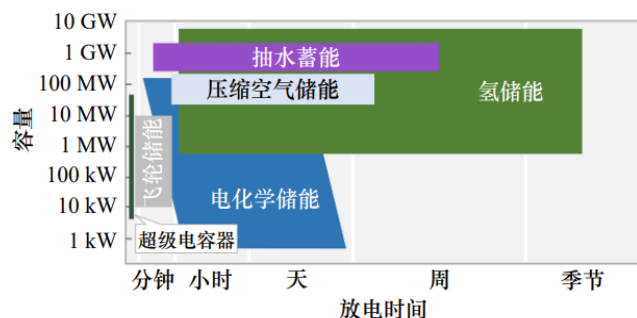 10 GW
1 GW
100 MW
10 MW
1 MW
100 kW
10 kW
1 kW
容量
抽水蓄能
压缩空气储能
氢储能
飞轮储能
电化学储能
超级电容器
分钟 小时 天 周 季节
放电时间